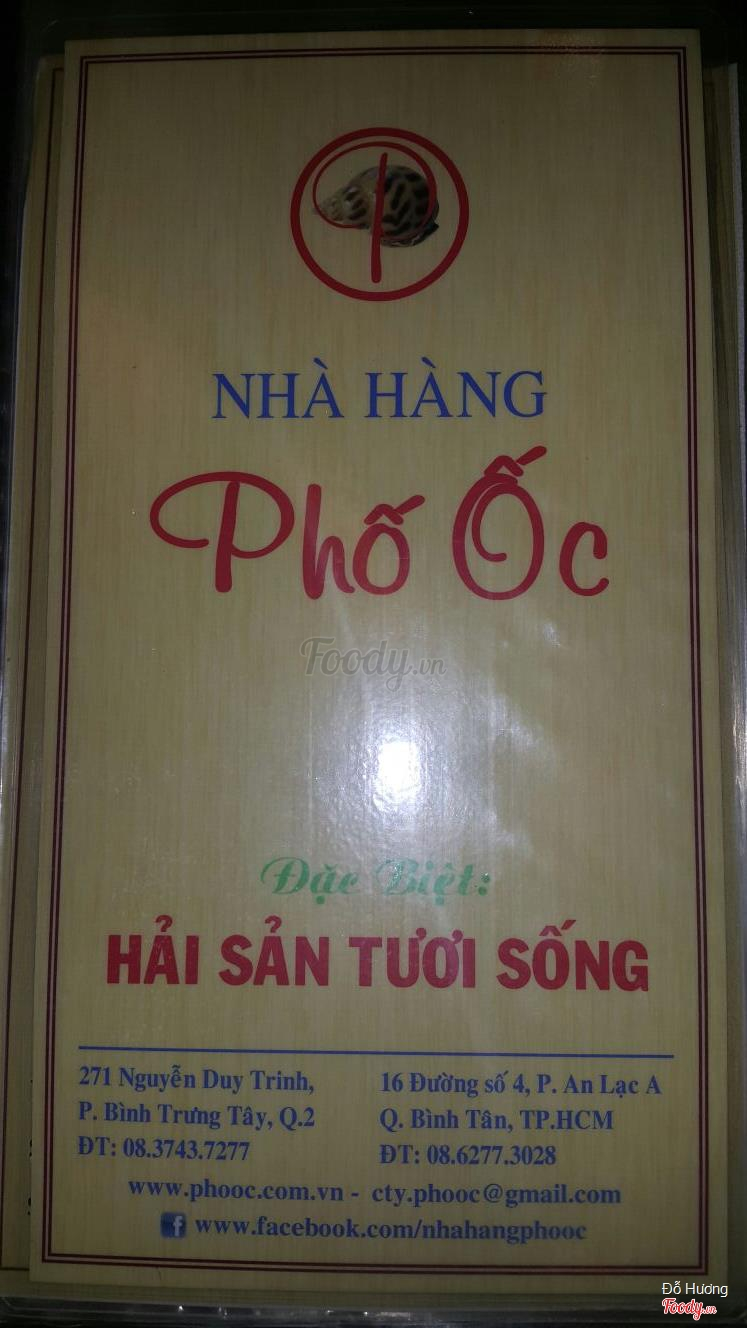 P
NHÀ HÀNG
Phố Ốc
Foody.vn
Đặc Biệt:
HẢI SẢN TƯƠI SỐNG
271 Nguyễn Duy Trinh,
P. Bình Trưng Tây, Q.2
ĐT: 08.3743.7277
16 Đường số 4, P. An Lạc A
Q. Bình Tân, TP.HCM
ĐT: 08.6277.3028
www.phooc.com.vn - cty.phooc@gmail.com
f www.facebook.com/nhahangphooc
Đỗ Hương
Foody.vn